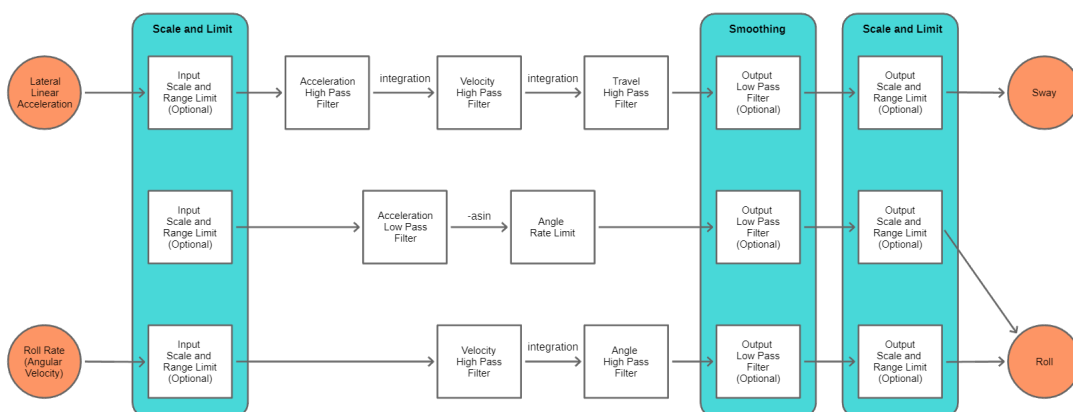 Scale and Limit
Smoothing
Scale and Limit
Lateral
Linear
Acceleration
Input
Scale and
Range Limit
(Optional)
Acceleration
High Pass
Filter
integration
Velocity
High Pass
Filter
integration
Travel
High Pass
Filter
Output
Low Pass
Filter
(Optional)
Output
Scale and
Range Limit
(Optional)
Sway
Input
Scale and
Range Limit
(Optional)
Acceleration
Low Pass
Filter
-asin
Angle
Rate Limit
Output
Low Pass
Filter
(Optional)
Output
Scale and
Range Limit
(Optional)
Roll Rate
(Angular
Velocity)
Input
Scale and
Range Limit
(Optional)
Velocity
High Pass
Filter
integration
Angle
High Pass
Filter
Output
Low Pass
Filter
(Optional)
Output
Scale and
Range Limit
(Optional)
Roll